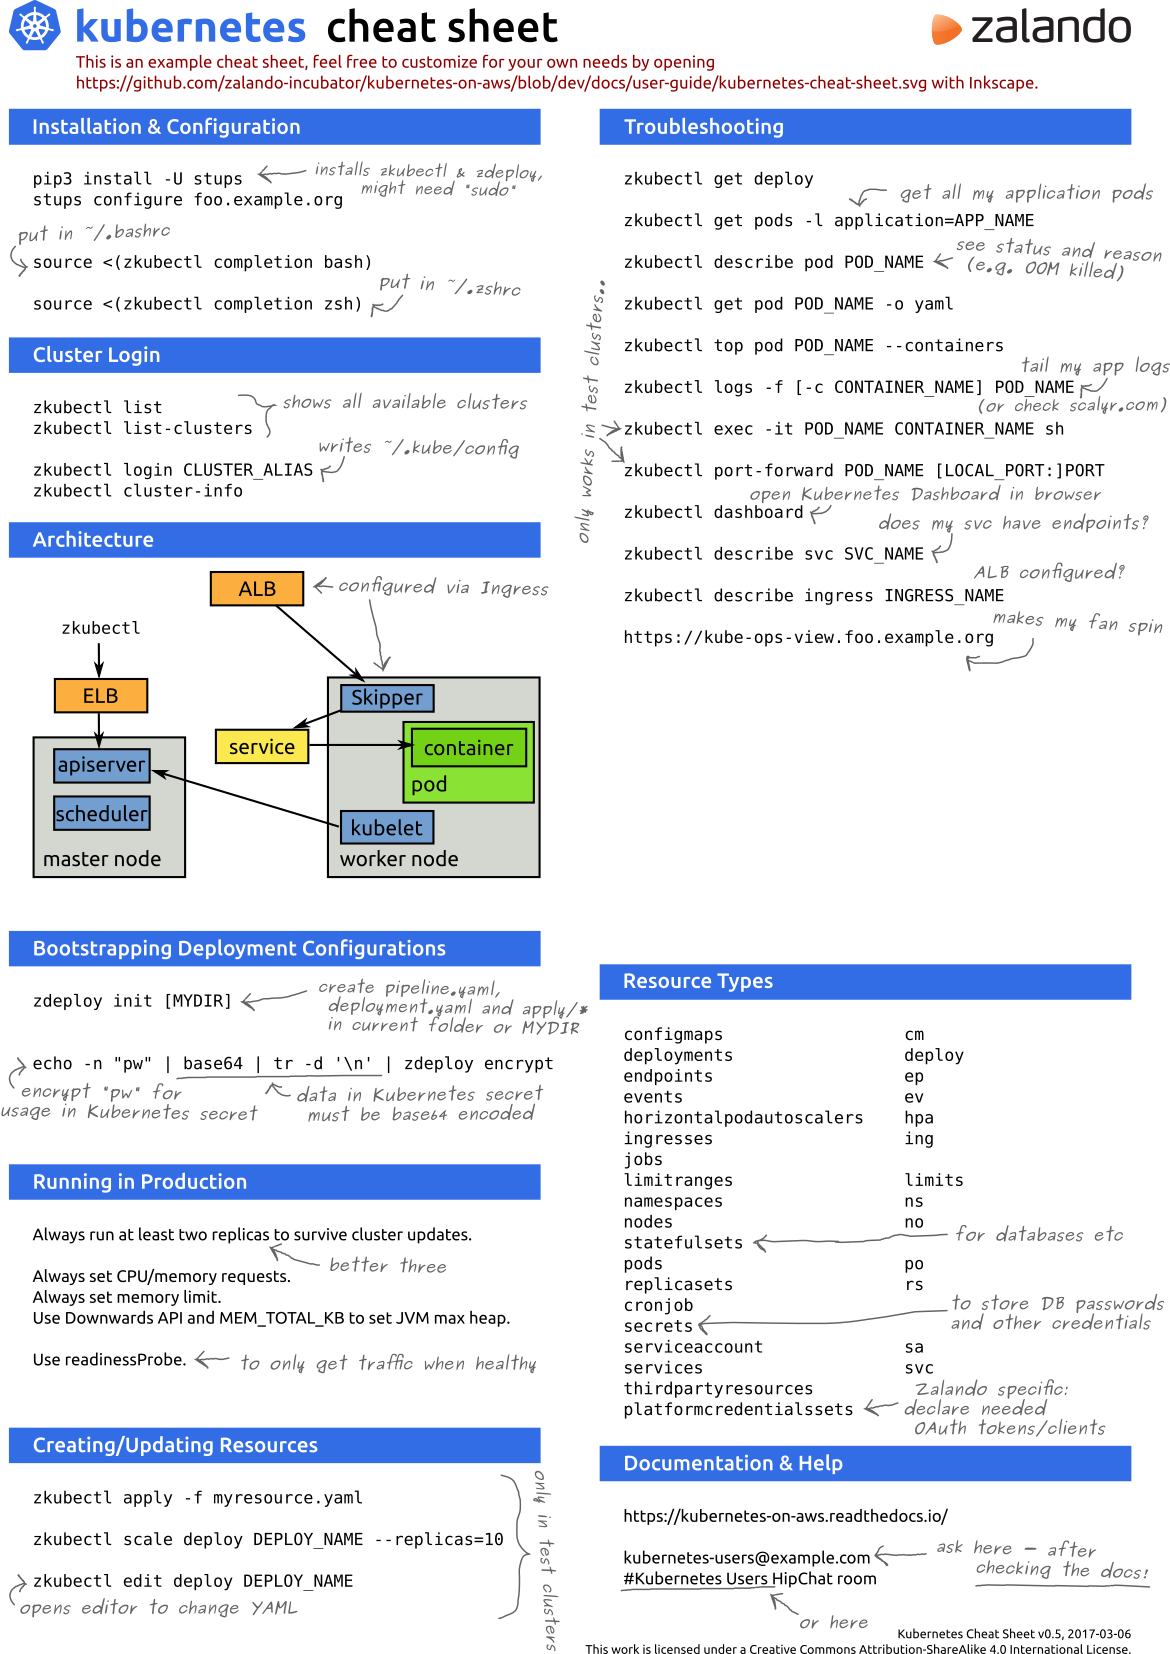 kubernetes cheat sheet
zalando
This is an example cheat sheet, feel free to customize for your own needs by opening
https://github.com/zalando-incubator/kubernetes-on-aws/blob/dev/docs/user-guide/kubernetes-cheat-sheet.svg with Inkscape.
Installation & Configuration
pip3 install -U stups
installs zkubectl & zdeploy,
might need "sudo"
stups configure foo.example.org
put in ~/.bashrc
source <(zkubectl completion bash)
put in ~/.zshrc
source <(zkubectl completion zsh)
Cluster Login
zkubectl list
shows all available clusters
zkubectl list-clusters
writes ~/.kube/config
zkubectl login CLUSTER_ALIAS
zkubectl cluster-info
Architecture
ALB
configured via Ingress
zkubectl
ELB
Skipper
service
container
pod
apiserver
scheduler
kubelet
master node
worker node
Bootstrapping Deployment Configurations
zdeploy init [MYDIR]
create pipeline.yaml,
deployment.yaml and apply/*
in current folder or MYDIR
echo -n "pw" | base64 | tr -d '\n' | zdeploy encrypt
encrypt "pw" for
usage in Kubernetes secret
data in Kubernetes secret
must be base64 encoded
Running in Production
Always run at least two replicas to survive cluster updates.
better three
Always set CPU/memory requests.
Always set memory limit.
Use Downwards API and MEM_TOTAL_KB to set JVM max heap.
Use readinessProbe.
to only get traffic when healthy
Creating/Updating Resources
zkubectl apply -f myresource.yaml
zkubectl scale deploy DEPLOY_NAME --replicas=10
zkubectl edit deploy DEPLOY_NAME
opens editor to change YAML
only in test clusters
Troubleshooting
zkubectl get deploy
get all my application pods
zkubectl get pods -l application=APP_NAME
see status and reason
(e.g. OOM killed)
zkubectl describe pod POD_NAME
zkubectl get pod POD_NAME -o yaml
zkubectl top pod POD_NAME --containers
tail my app logs
zkubectl logs -f [-c CONTAINER_NAME] POD_NAME
(or check scalyr.com)
only works in test clusters..
zkubectl exec -it POD_NAME CONTAINER_NAME sh
zkubectl port-forward POD_NAME [LOCAL_PORT:]PORT
open Kubernetes Dashboard in browser
zkubectl dashboard
does my svc have endpoints?
zkubectl describe svc SVC_NAME
ALB configured?
zkubectl describe ingress INGRESS_NAME
makes my fan spin
https://kube-ops-view.foo.example.org
Resource Types
configmaps cm
deployments deploy
endpoints ep
events ev
horizontalpodautoscalers hpa
ingresses ing
jobs
limitranges limits
namespaces ns
nodes no
statefulsets
for databases etc
pods po
replicasets rs
cronjob
secrets
to store DB passwords
and other credentials
serviceaccount sa
services svc
thirdpartyresources
platformcredentialssets
Zalando specific:
declare needed
OAuth tokens/clients
Documentation & Help
https://kubernetes-on-aws.readthedocs.io/
kubernetes-users@example.com
ask here – after
checking the docs!
#Kubernetes Users HipChat room
or here
Kubernetes Cheat Sheet v0.5, 2017-03-06
This work is licensed under a Creative Commons Attribution-ShareAlike 4.0 International License.